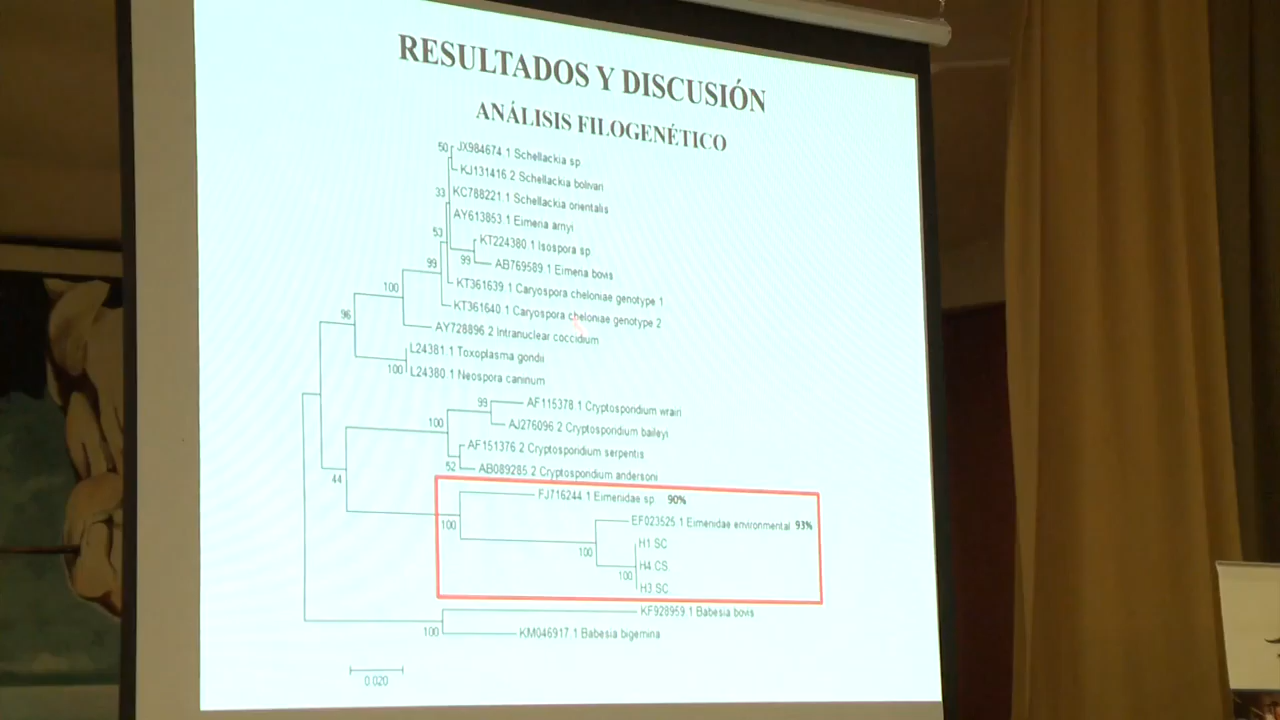 RESULTADOS Y DISCUSIÓN
ANÁLISIS FILOGENÉTICO
50 JX984674.1 Schellackia sp
KJ131416.2 Schellackia bolivari
33 KC788221.1 Schellackia orientalis
AY613853.1 Eimeria arnyi
53 KT224380.1 Isospora sp
99 AB769589.1 Eimeria bovis
99 KT361639.1 Caryospora cheloniae genotype 1
100 KT361640.1 Caryospora cheloniae genotype 2
96 AY728896.2 Intranuclear coccidium
L24381.1 Toxoplasma gondii
100 L24380.1 Neospora caninum
99 AF115378.1 Cryptosporidium wrairi
100 AJ276096.2 Cryptosporidium baileyi
AF151376.2 Cryptosporidium serpentis
52 AB089285.2 Cryptosporidium andersoni
44
FJ716244.1 Eimeriidae sp 90%
100 EF023525.1 Eimeriidae environmental 93%
H1 SC
100 H4 CS
100 H3 SC
KF928959.1 Babesia bovis
100 KM046917.1 Babesia bigemina
0.020